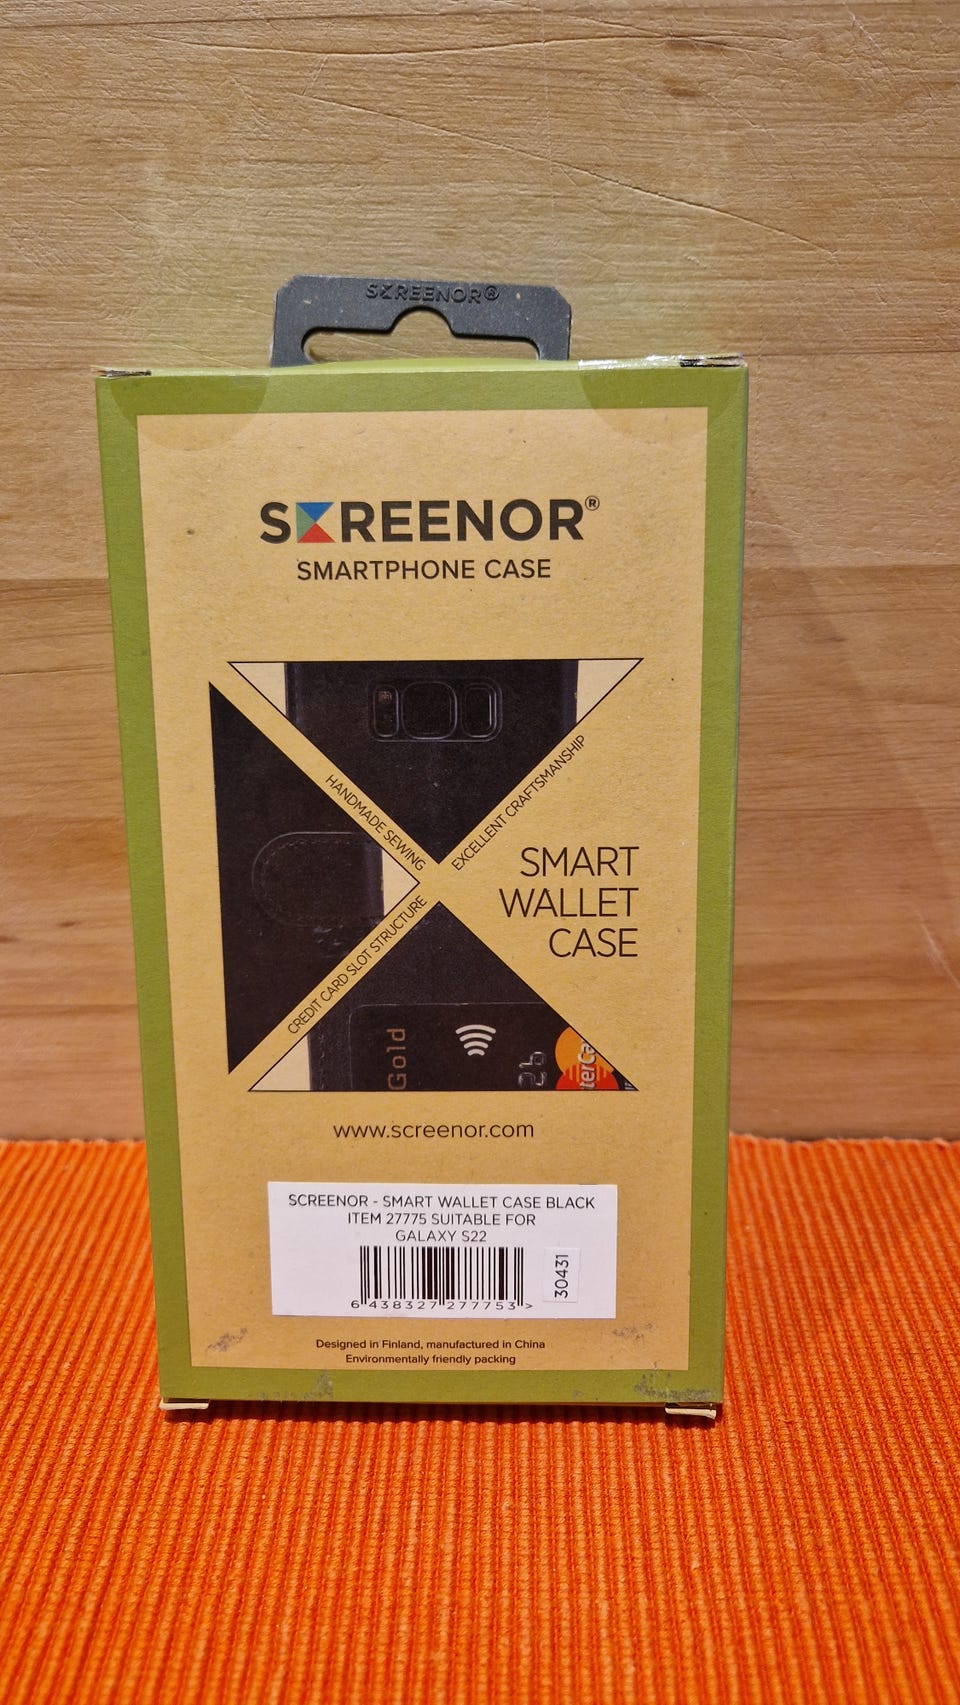 SCREENOR®
SCREENOR®
SMARTPHONE CASE
HANDMADE SEWING
EXCELLENT CRAFTSMANSHIP
SMART
WALLET
CASE
CREDIT CARD SLOT STRUCTURE
Gold
26
terCa
www.screenor.com
SCREENOR - SMART WALLET CASE BLACK
ITEM 27775 SUITABLE FOR
GALAXY S22
30431
6 438327 277753 >
Designed in Finland, manufactured in China
Environmentally friendly packing